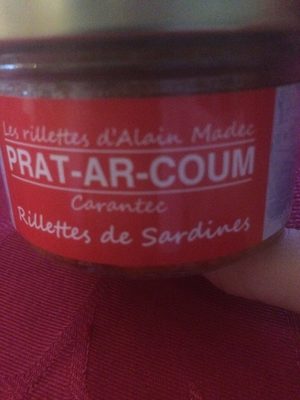 Les rillettes d'Alain Madec
PRAT-AR-COUM
Carantec
Rillettes de Sardines